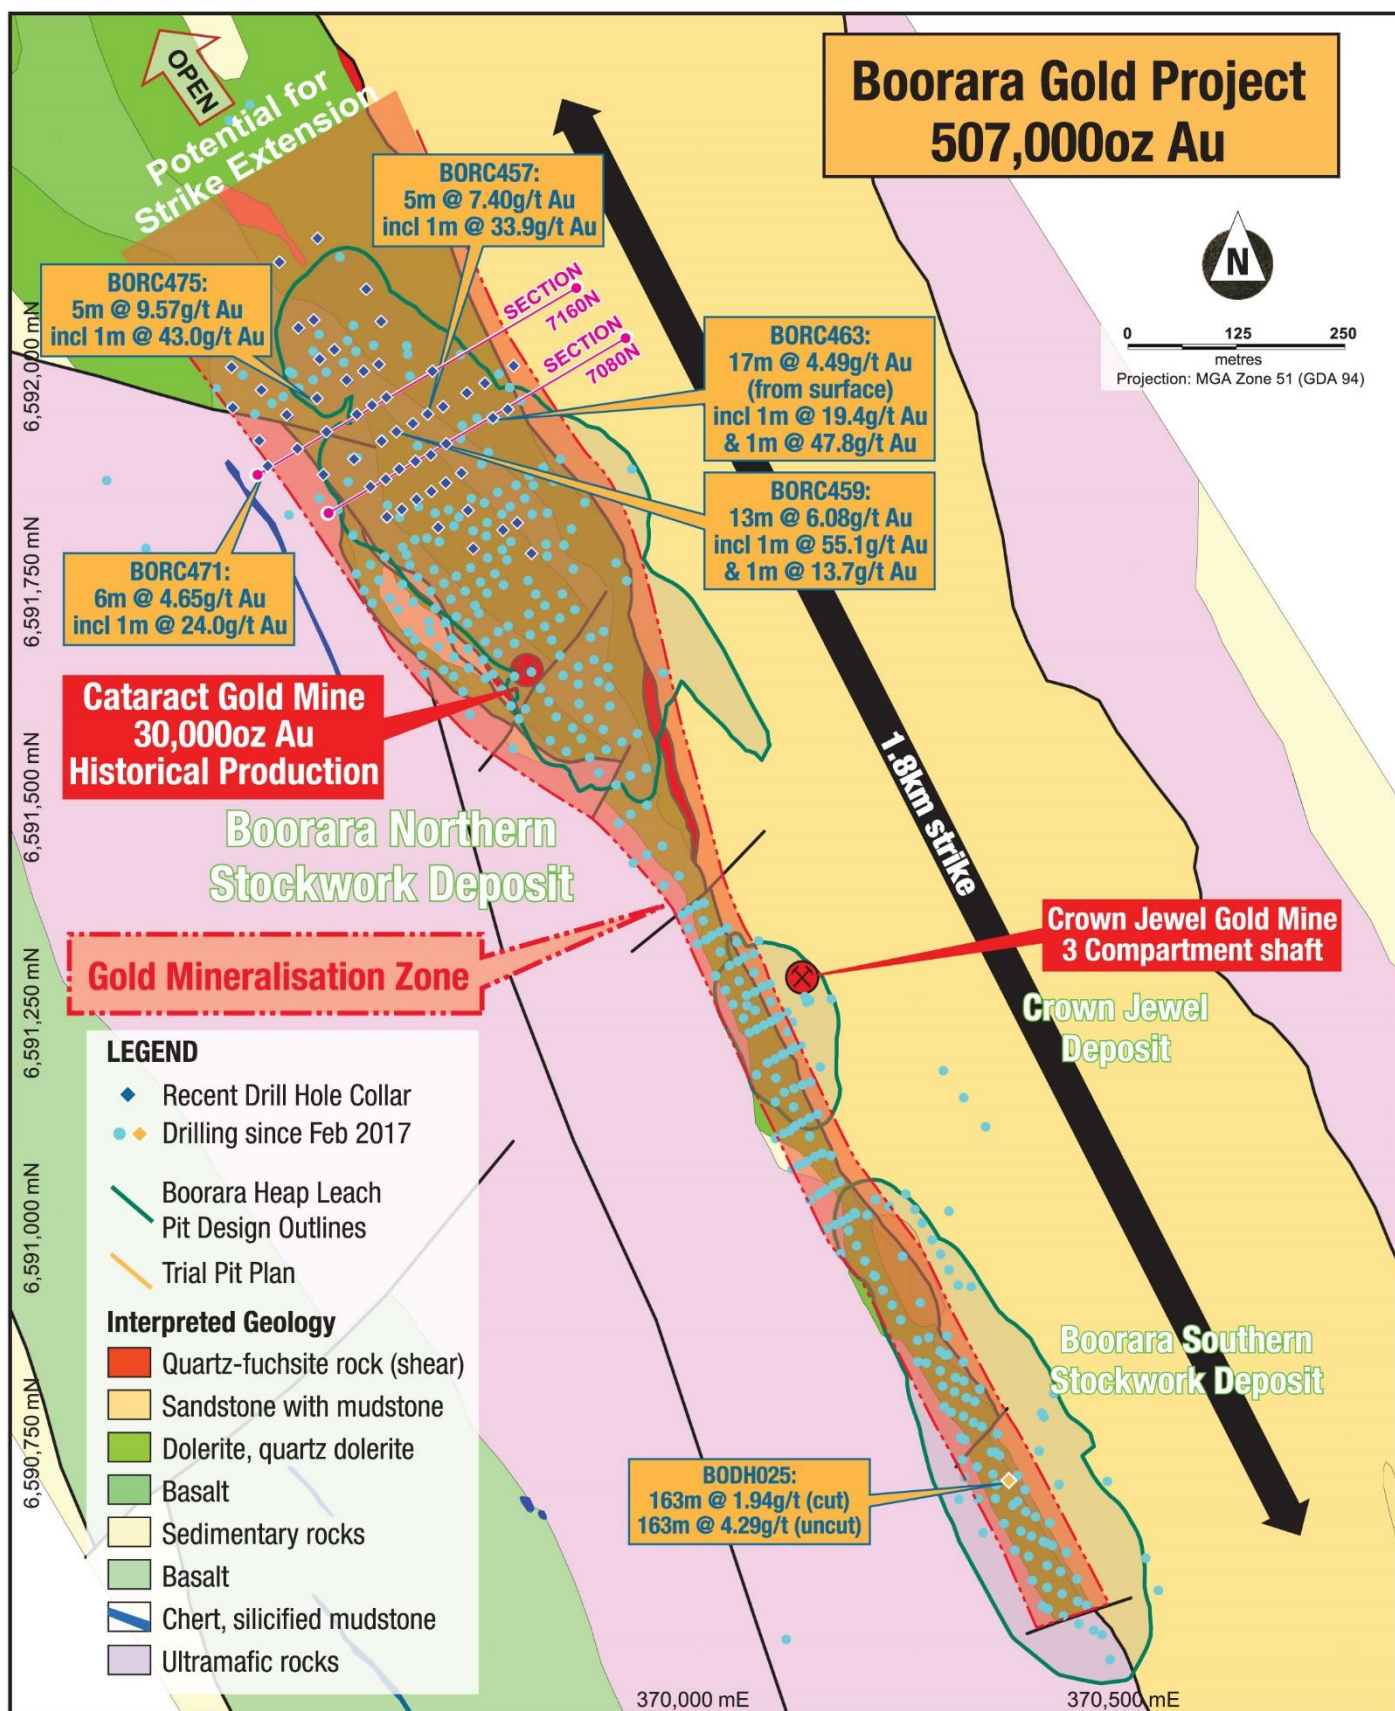 Boorara Gold Project
507,000oz Au
OPEN
Potential for
Strike Extension
BORC457:
5m @ 7.40g/t Au
incl 1m @ 33.9g/t Au
BORC475:
5m @ 9.57g/t Au
incl 1m @ 43.0g/t Au
SECTION
7160N
SECTION
7080N
N
0 125 250
metres
Projection: MGA Zone 51 (GDA 94)
BORC463:
17m @ 4.49g/t Au
(from surface)
incl 1m @ 19.4g/t Au
& 1m @ 47.8g/t Au
BORC459:
13m @ 6.08g/t Au
incl 1m @ 55.1g/t Au
& 1m @ 13.7g/t Au
BORC471:
6m @ 4.65g/t Au
incl 1m @ 24.0g/t Au
6,592,000 mN
6,591,750 mN
6,591,500 mN
6,591,250 mN
6,591,000 mN
6,590,750 mN
Cataract Gold Mine
30,000oz Au
Historical Production
Boorara Northern
Stockwork Deposit
1.8km strike
Gold Mineralisation Zone
Crown Jewel Gold Mine
3 Compartment shaft
Crown Jewel
Deposit
Boorara Southern
Stockwork Deposit
BODH025:
163m @ 1.94g/t (cut)
163m @ 4.29g/t (uncut)
LEGEND
Recent Drill Hole Collar
Drilling since Feb 2017
Boorara Heap Leach
Pit Design Outlines
Trial Pit Plan
Interpreted Geology
Quartz-fuchsite rock (shear)
Sandstone with mudstone
Dolerite, quartz dolerite
Basalt
Sedimentary rocks
Basalt
Chert, silicified mudstone
Ultramafic rocks
370,000 mE
370,500 mE